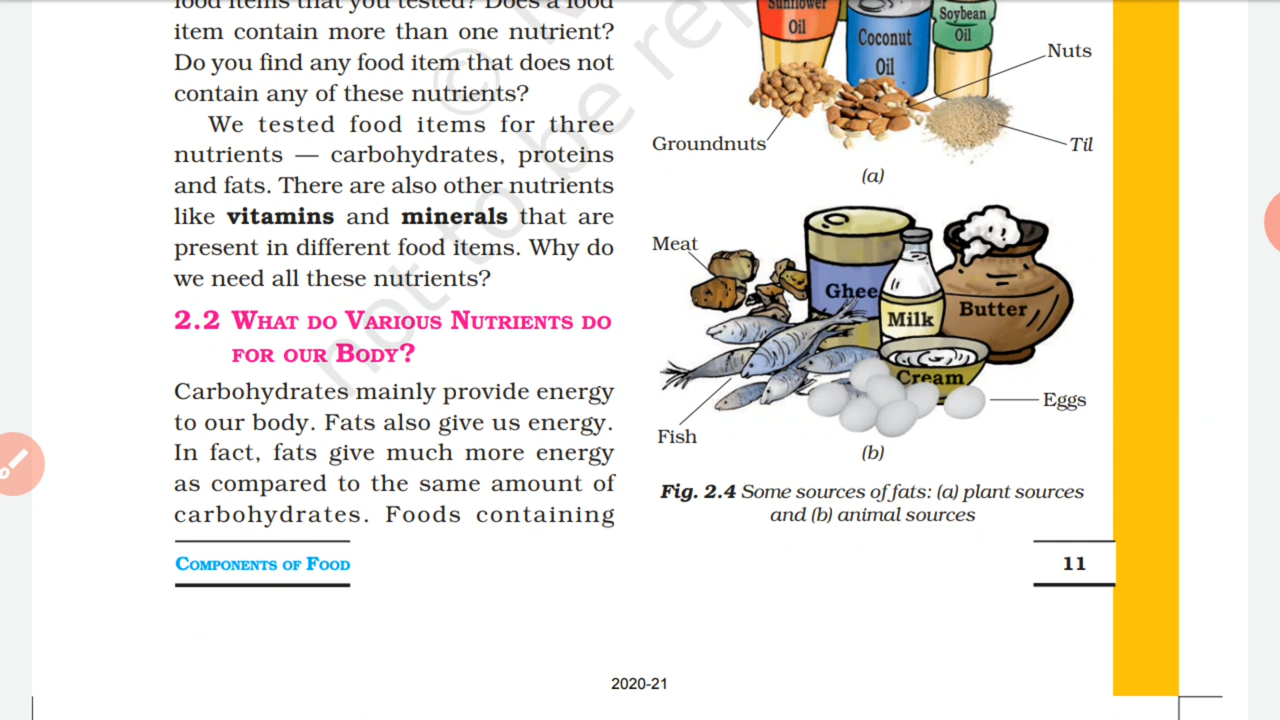 food items that you tested? Does a food
item contain more than one nutrient?
Do you find any food item that does not
contain any of these nutrients?
We tested food items for three
nutrients — carbohydrates, proteins
and fats. There are also other nutrients
like vitamins and minerals that are
present in different food items. Why do
we need all these nutrients?
2.2 WHAT DO VARIOUS NUTRIENTS DO
FOR OUR BODY?
Carbohydrates mainly provide energy
to our body. Fats also give us energy.
In fact, fats give much more energy
as compared to the same amount of
carbohydrates. Foods containing
Sunflower
Oil
Coconut
Oil
Soybean
Oil
Nuts
Groundnuts
Til
(a)
Meat
Ghee
Milk
Butter
Cream
Eggs
Fish
(b)
Fig. 2.4 Some sources of fats: (a) plant sources
and (b) animal sources
COMPONENTS OF FOOD
11
2020-21
not to be rep